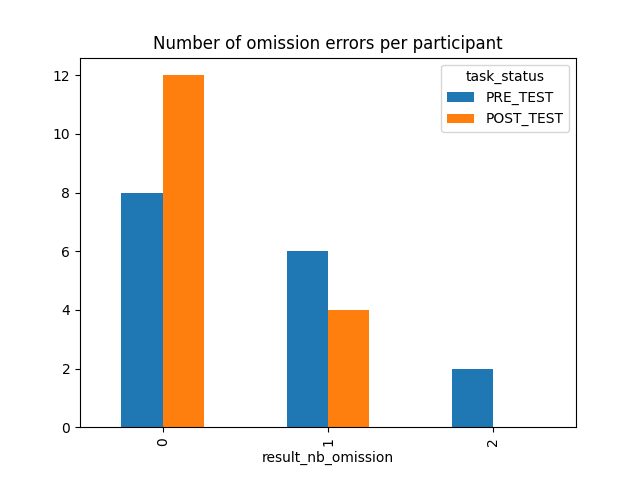 Number of omission errors per participant
task_status
PRE_TEST
POST_TEST
12
10
8
6
4
2
0
0
1
2
result_nb_omission